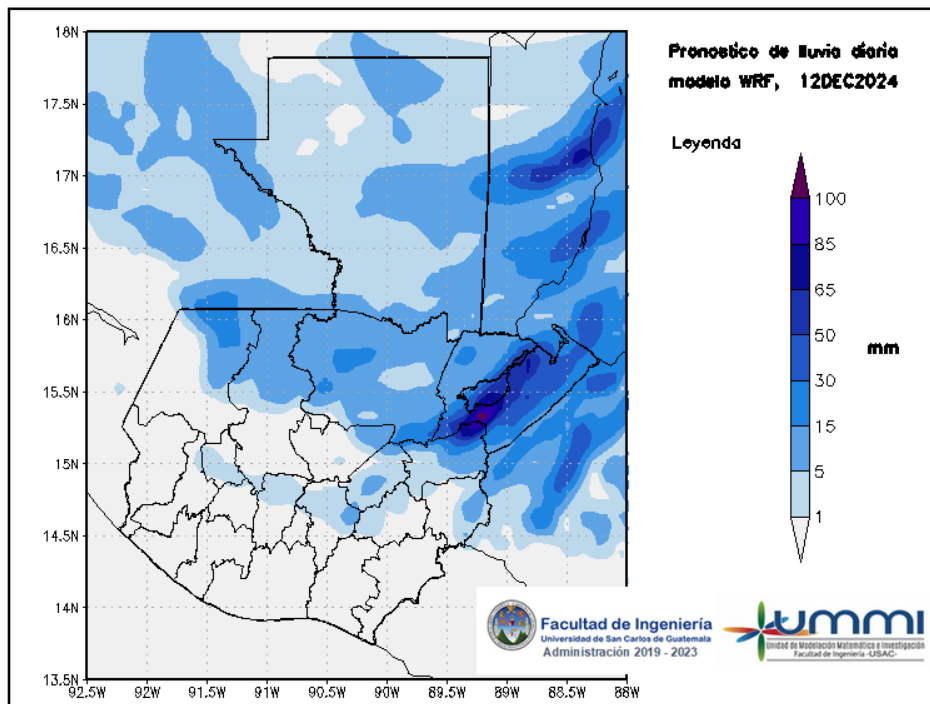 Pronostico de lluvia diaria
modelo WRF, 12DEC2024
Leyenda
100
85
65
50
30
15
5
1
mm
18N
17.5N
17N
16.5N
16N
15.5N
15N
14.5N
14N
13.5N
92.5W
92W
91.5W
91W
90.5W
90W
89.5W
89W
88.5W
88W
Facultad de Ingeniería
Universidad de San Carlos de Guatemala
Administración 2019 - 2023
ummi
Unidad de Modelación Matemática e Investigación
Facultad de Ingeniería -USAC-